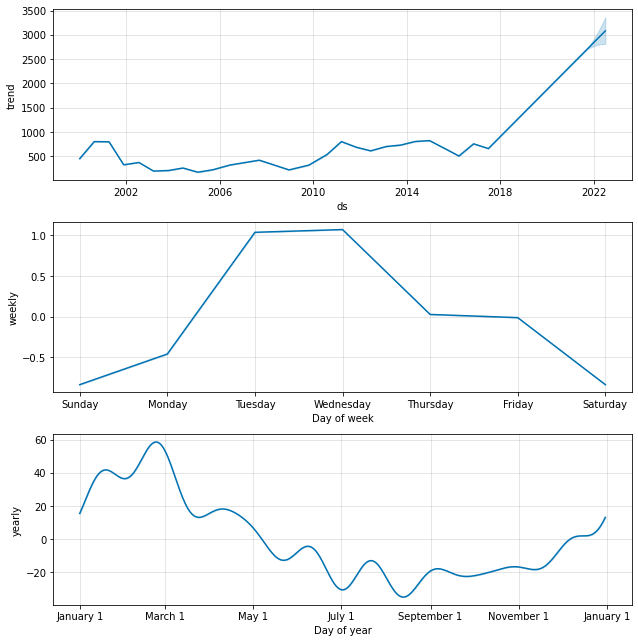 3500
3000
2500
2000
1500
1000
500
trend
2002 2006 2010 2014 2018 2022
ds
1.0
0.5
0.0
−0.5
weekly
Sunday Monday Tuesday Wednesday Thursday Friday Saturday
Day of week
60
40
20
0
−20
yearly
January 1 March 1 May 1 July 1 September 1 November 1 January 1
Day of year